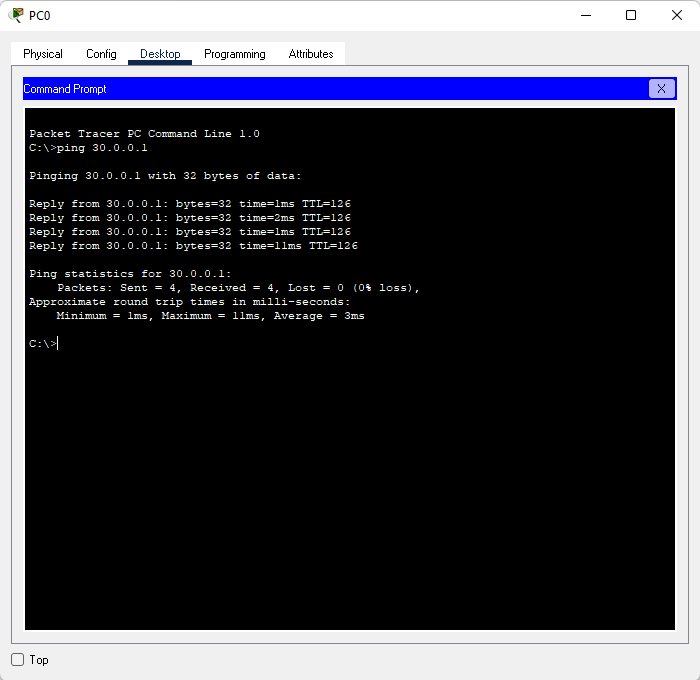 PC0
Physical Config Desktop Programming Attributes
Command Prompt
X
Packet Tracer PC Command Line 1.0
C:\>ping 30.0.0.1
Pinging 30.0.0.1 with 32 bytes of data:
Reply from 30.0.0.1: bytes=32 time=1ms TTL=126
Reply from 30.0.0.1: bytes=32 time=2ms TTL=126
Reply from 30.0.0.1: bytes=32 time=1ms TTL=126
Reply from 30.0.0.1: bytes=32 time=11ms TTL=126
Ping statistics for 30.0.0.1:
    Packets: Sent = 4, Received = 4, Lost = 0 (0% loss),
Approximate round trip times in milli-seconds:
    Minimum = 1ms, Maximum = 11ms, Average = 3ms
C:\>
Top